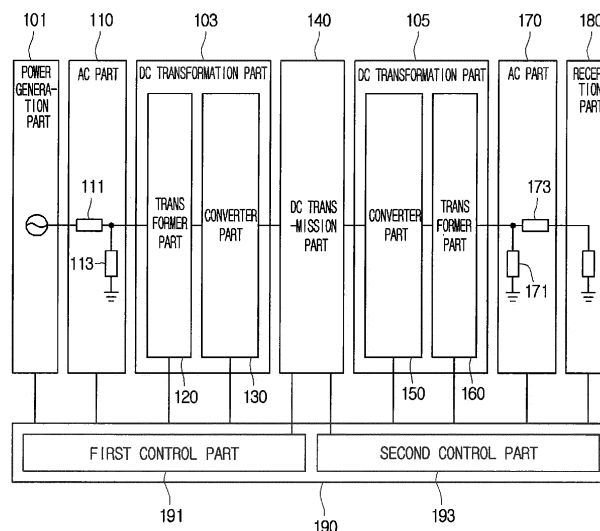 101
110
103
140
105
170
180
POWER
GENERA-
TION
PART
AC PART
DC TRANSFORMATION PART
DC TRANSFORMATION PART
AC PART
RECEP
TION
PART
TRANS
FORMER
PART
CONVERTER
PART
DC TRANS
-MISSION
PART
CONVERTER
PART
TRANS
FORMER
PART
111
113
173
171
120
130
150
160
FIRST CONTROL PART
SECOND CONTROL PART
191
190
193